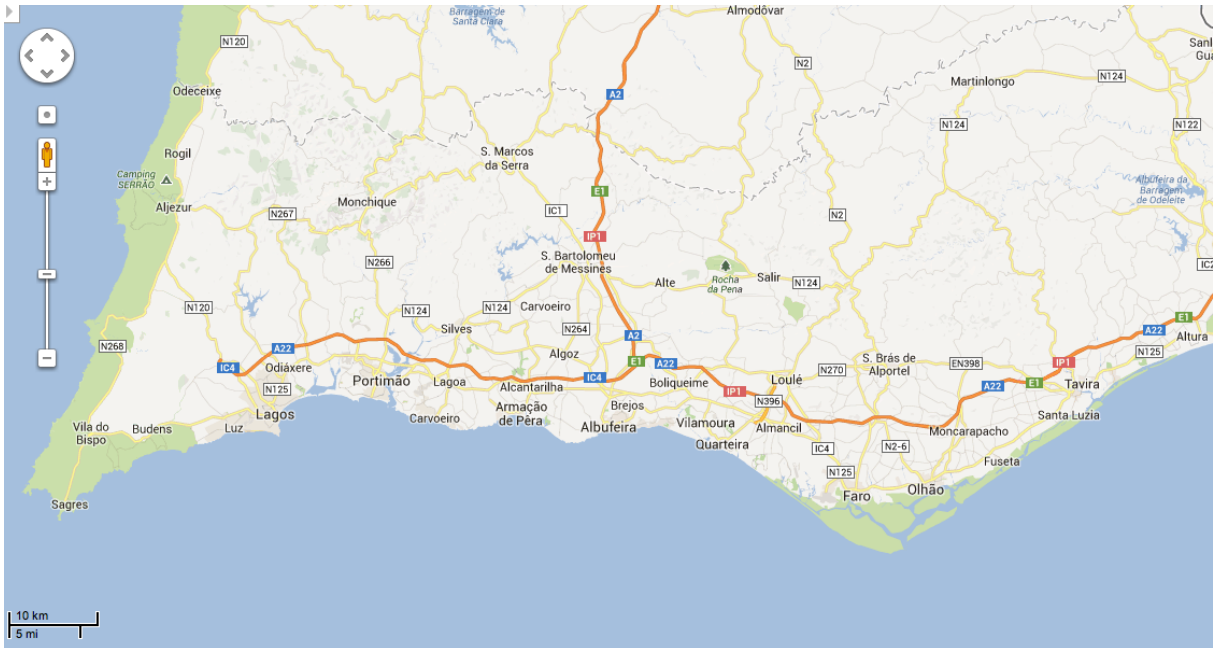 Barragem de
Santa Clara
Almodôvar
N120
N2
Sanl
Gua
Martinlongo
N124
Odeceixe
A2
N124
N122
Rogil
S. Marcos
da Serra
Camping
SERRÃO
Albufeira da
Barragem
de Odeleite
E1
Monchique
Aljezur
N267
IC1
N2
IP1
S. Bartolomeu
de Messines
N266
IC2
Rocha
da Pena
Salir
Alte
N124
N120
N124
N124
Carvoeiro
E1
Silves
N264
A22
A2
Altura
N268
A22
Algoz
N125
E1
A22
S. Brás de
Alportel
EN398
IP1
IC4
Odiáxere
Portimão
Lagoa
Alcantarilha
IC4
Boliqueime
Loulé
N270
N125
IP1
A22
E1
Tavira
N396
Lagos
Carvoeiro
Armação
de Pêra
Brejos
Albufeira
Vilamoura
Almancil
Santa Luzia
Vila do
Bispo
Budens
Luz
Moncarapacho
Quarteira
IC4
N2-6
Fuseta
N125
Faro
Olhão
Sagres
10 km
5 mi